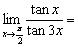 lim_{x→π/2} tan x / tan 3x =